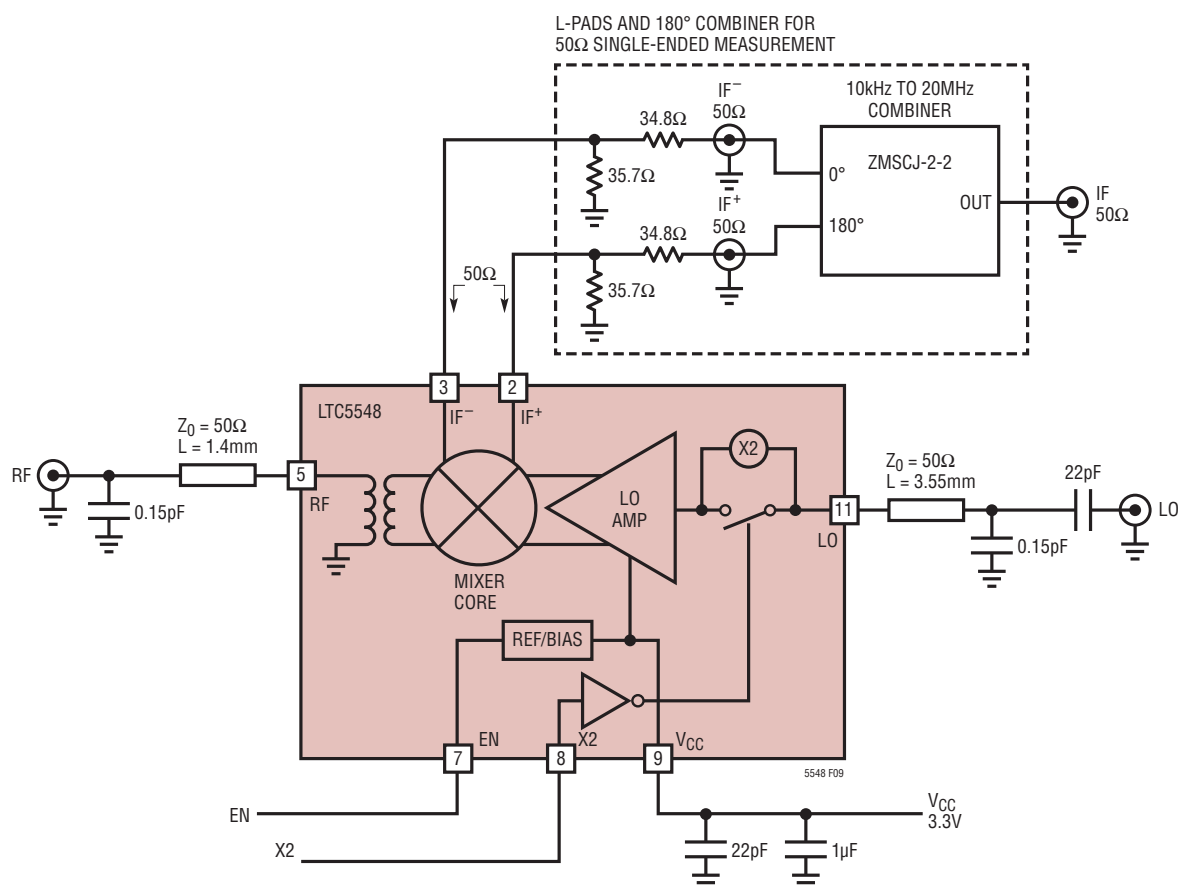 L-PADS AND 180° COMBINER FOR
50Ω SINGLE-ENDED MEASUREMENT
IF–
50Ω
10kHz TO 20MHz
COMBINER
34.8Ω
35.7Ω
ZMSCJ-2-2
0°
IF+
50Ω
OUT
IF
50Ω
180°
34.8Ω
35.7Ω
50Ω
3
2
LTC5548
IF–
IF+
Z0 = 50Ω
L = 1.4mm
RF
5
RF
0.15pF
X2
LO
AMP
Z0 = 50Ω
L = 3.55mm
22pF
LO
11
LO
0.15pF
MIXER
CORE
REF/BIAS
EN
X2
VCC
7
8
9
5548 F09
EN
VCC
3.3V
X2
22pF
1µF